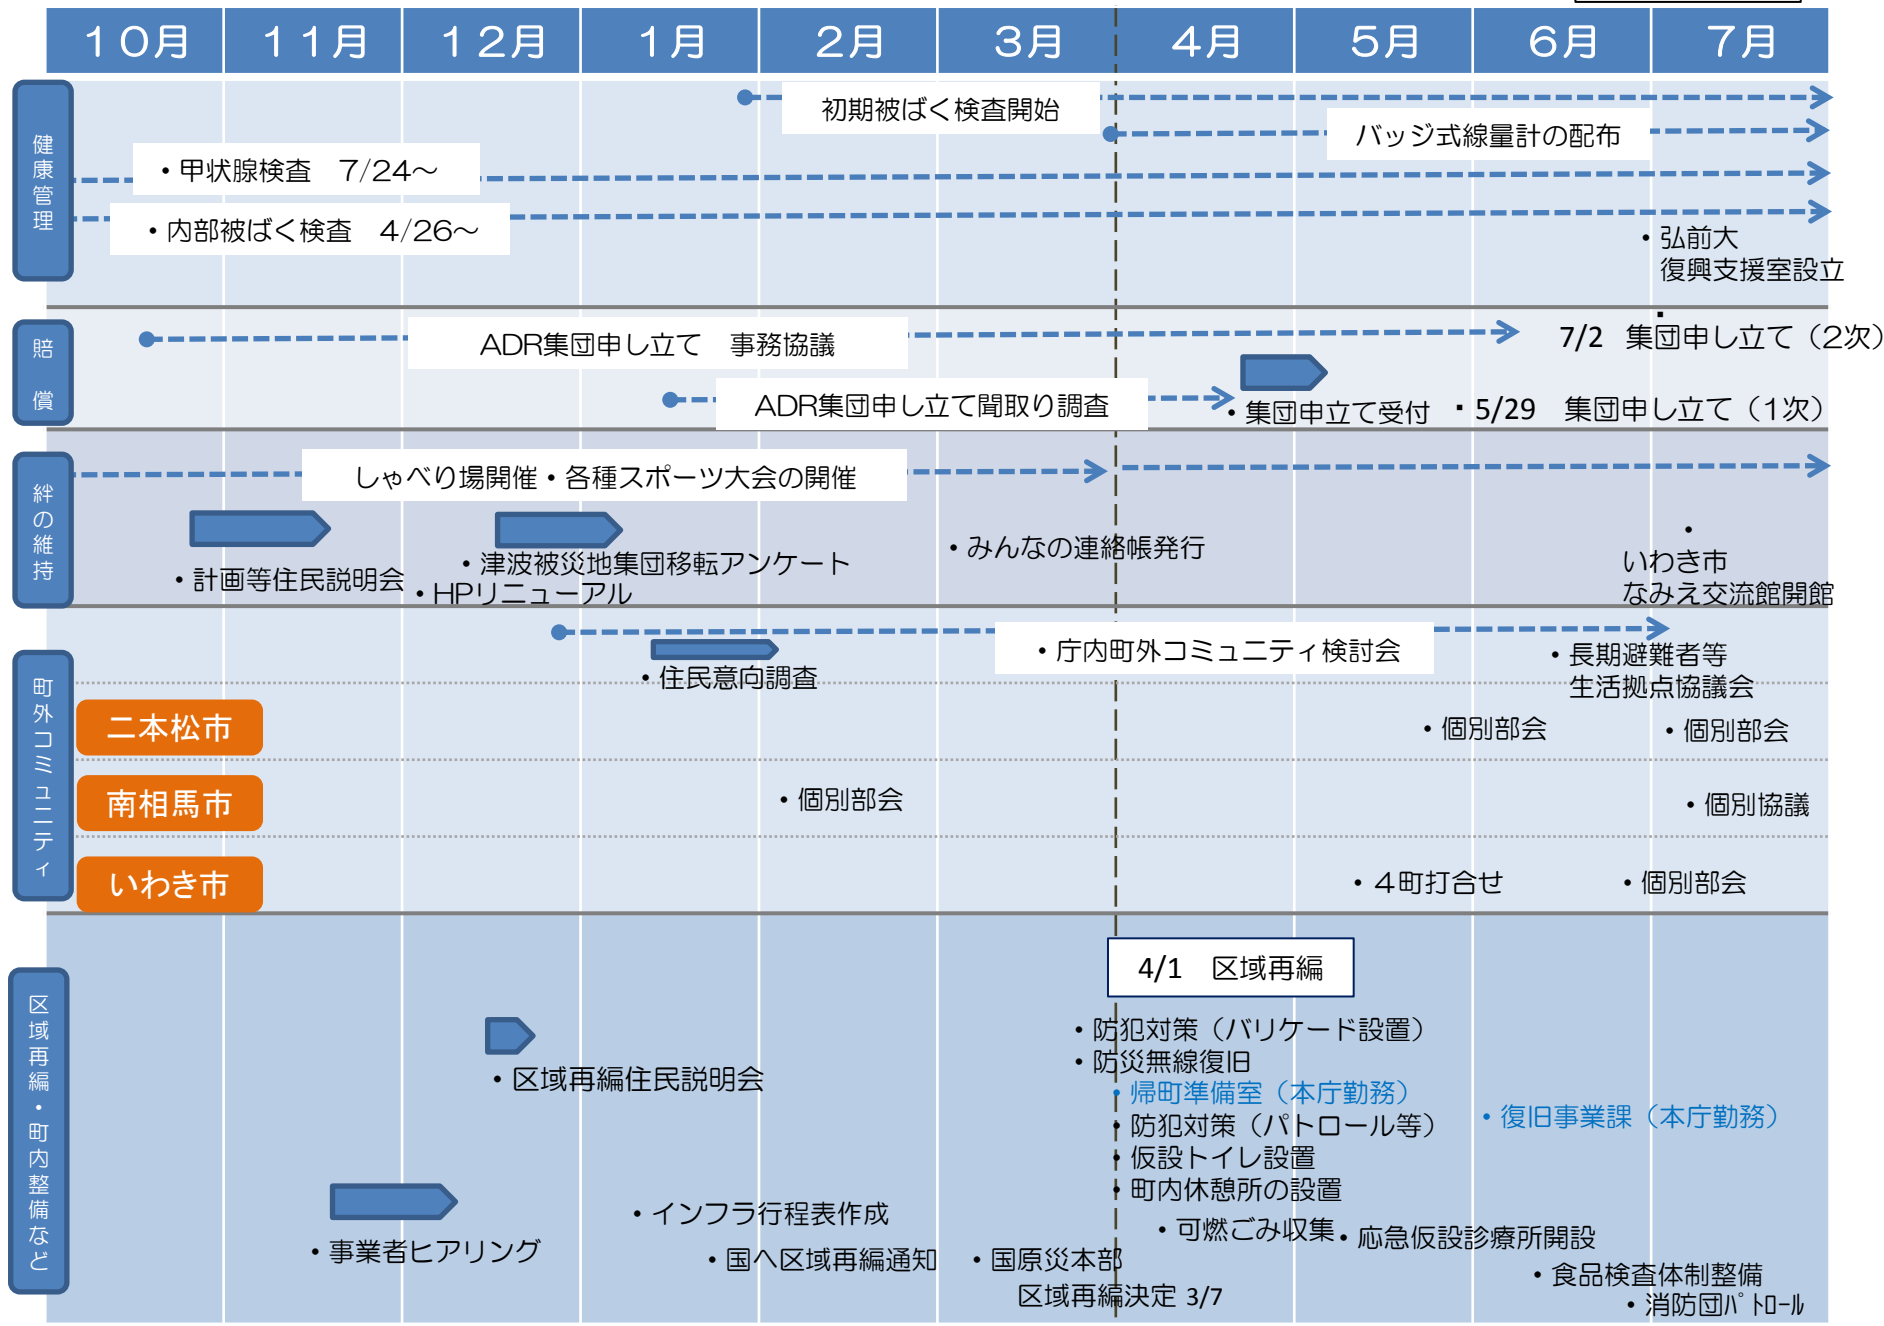 10月 11月 12月 1月 2月 3月 4月 5月 6月 7月
健康管理
初期被ばく検査開始
バッジ式線量計の配布
・甲状腺検査　7/24～
・内部被ばく検査　4/26～
・弘前大
復興支援室設立
賠償
ADR集団申し立て　事務協議
・
7/2　集団申し立て（2次）
ADR集団申し立て聞取り調査
・集団申立て受付
・5/29　集団申し立て（1次）
絆の維持
しゃべり場開催・各種スポーツ大会の開催
・計画等住民説明会
・津波被災地集団移転アンケート
・HPリニューアル
・みんなの連絡帳発行
・
いわき市
なみえ交流館開館
町外コミュニティ
・庁内町外コミュニティ検討会
・住民意向調査
・長期避難者等
生活拠点協議会
二本松市
・個別部会
・個別部会
南相馬市
・個別部会
・個別協議
いわき市
・4町打合せ
・個別部会
区域再編・町内整備など
4/1　区域再編
・防犯対策（バリケード設置）
・防災無線復旧
・帰町準備室（本庁勤務）
・防犯対策（パトロール等）
・仮設トイレ設置
・町内休憩所の設置
・区域再編住民説明会
・復旧事業課（本庁勤務）
・事業者ヒアリング
・インフラ行程表作成
・国へ区域再編通知
・国原災本部
区域再編決定 3/7
・可燃ごみ収集
・応急仮設診療所開設
・食品検査体制整備
・消防団ﾊﾟﾄﾛｰﾙ